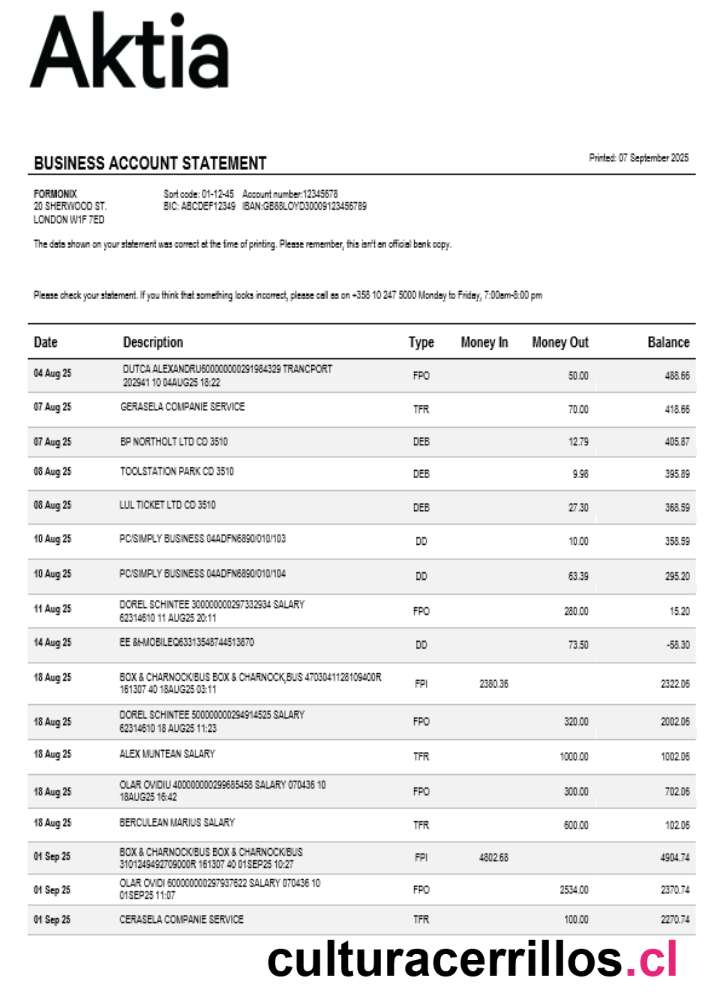 Aktia
BUSINESS ACCOUNT STATEMENT
Printed: 07 September 2025
FORMONIX
20 SHERWOOD ST.
LONDON W1F 7ED
Sort code: 01-12-45 Account number:12345678
BIC: ABCDEF12349 IBAN:GB88LOYD30009123456789
The data shown on your statement was correct at the time of printing. Please remember, this isn't an official bank copy.
Please check your statement. If you think that something looks incorrect, please call as on +358 10 247 5000 Monday to Friday, 7:00am-8:00 pm
Date Description Type Money In Money Out Balance
04 Aug 25 DUTCA ALEXANDRU600000000291984329 TRANCPORT
202941 10 04AUG25 18:22 FPO 50.00 488.66
07 Aug 25 GERASELA COMPANIE SERVICE TFR 70.00 418.66
07 Aug 25 BP NORTHOLT LTD CD 3510 DEB 12.79 405.87
08 Aug 25 TOOLSTATION PARK CD 3510 DEB 9.98 395.89
08 Aug 25 LUL TICKET LTD CD 3510 DEB 27.30 368.59
10 Aug 25 PC/SIMPLY BUSINESS 04ADFN6890/010/103 DD 10.00 358.59
10 Aug 25 PC/SIMPLY BUSINESS 04ADFN6890/010/104 DD 63.39 295.20
11 Aug 25 DOREL SCHINTEE 300000000297332934 SALARY
62314610 11 AUG25 20:11 FPO 280.00 15.20
14 Aug 25 EE &t-MOBILEQ63313548744513870 DD 73.50 -58.30
18 Aug 25 BOX & CHARNOCK/BUS BOX & CHARNOCK,BUS 4703041128109400R
161307 40 18AUG25 03:11 FPI 2380.36 2322.06
18 Aug 25 DOREL SCHINTEE 500000000294914525 SALARY
62314610 18 AUG25 11:23 FPO 320.00 2002.06
18 Aug 25 ALEX MUNTEAN SALARY TFR 1000.00 1002.06
18 Aug 25 OLAR OVIDIU 400000000299685458 SALARY 070436 10
18AUG25 16:42 FPO 300.00 702.06
18 Aug 25 BERCULEAN MARIUS SALARY TFR 600.00 102.06
01 Sep 25 BOX & CHARNOCK/BUS BOX & CHARNOCK/BUS
3101249492709000R 161307 40 01SEP25 10:27 FPI 4802.68 4904.74
01 Sep 25 OLAR OVIDI 600000000297937622 SALARY 070436 10
01SEP25 11:07 FPO 2534.00 2370.74
01 Sep 25 CERASELA COMPANIE SERVICE TFR 100.00 2270.74
culturacerrillos.cl